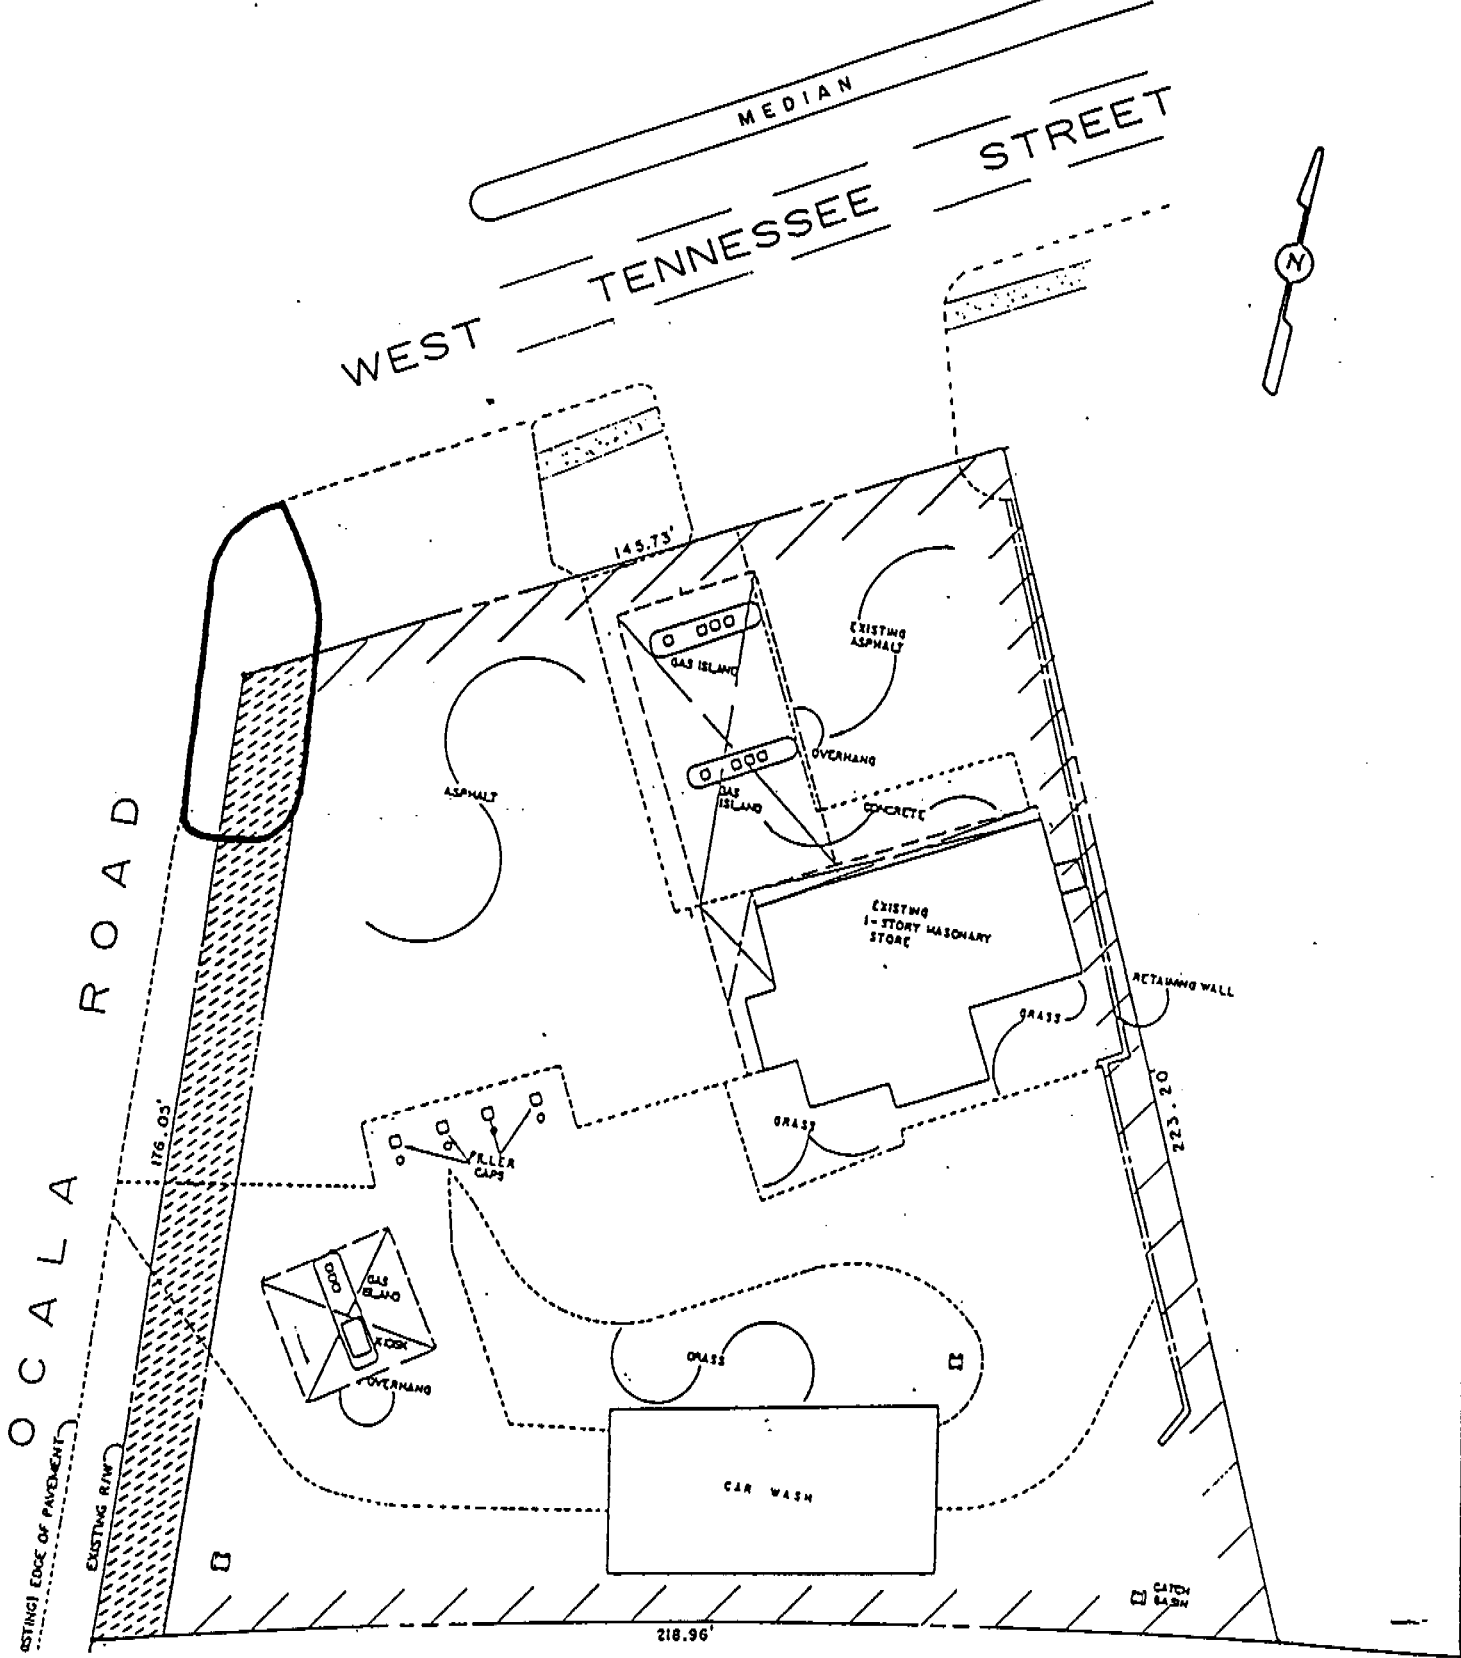 MEDIAN
WEST TENNESSEE STREET
N
145.73'
GAS ISLAND
EXISTING
ASPHALT
OVERHANG
GAS
ISLAND
CONCRETE
ASPHALT
EXISTING
1-STORY MASONARY
STORE
RETAINING WALL
GRASS
GRASS
223.20
FILLER
CAPS
176.05'
OCALA ROAD
GAS
ISLAND
KIOSK
OVERHANG
GRASS
CAR WASH
EXISTING R/W
EDGE OF PAVEMENT
CATCH
BASIN
218.96'